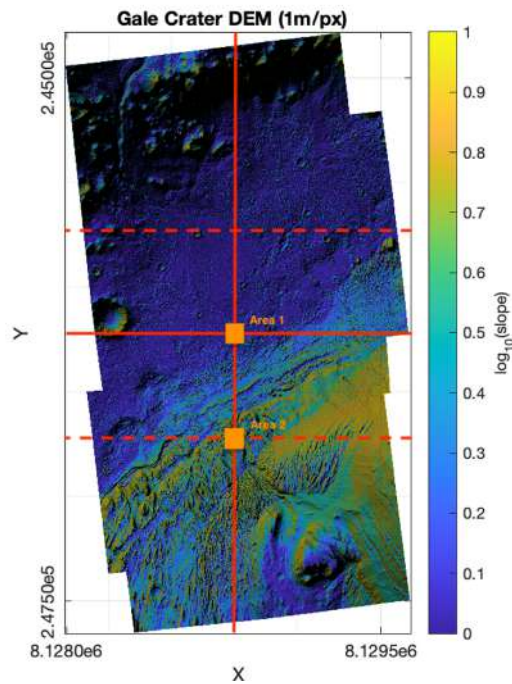 Gale Crater DEM (1m/px)
2.4500e5
Y
2.4750e5
Area 1
Area 2
8.1280e6
8.1295e6
X
1
0.9
0.8
0.7
0.6
0.5
0.4
0.3
0.2
0.1
0
log10(slope)